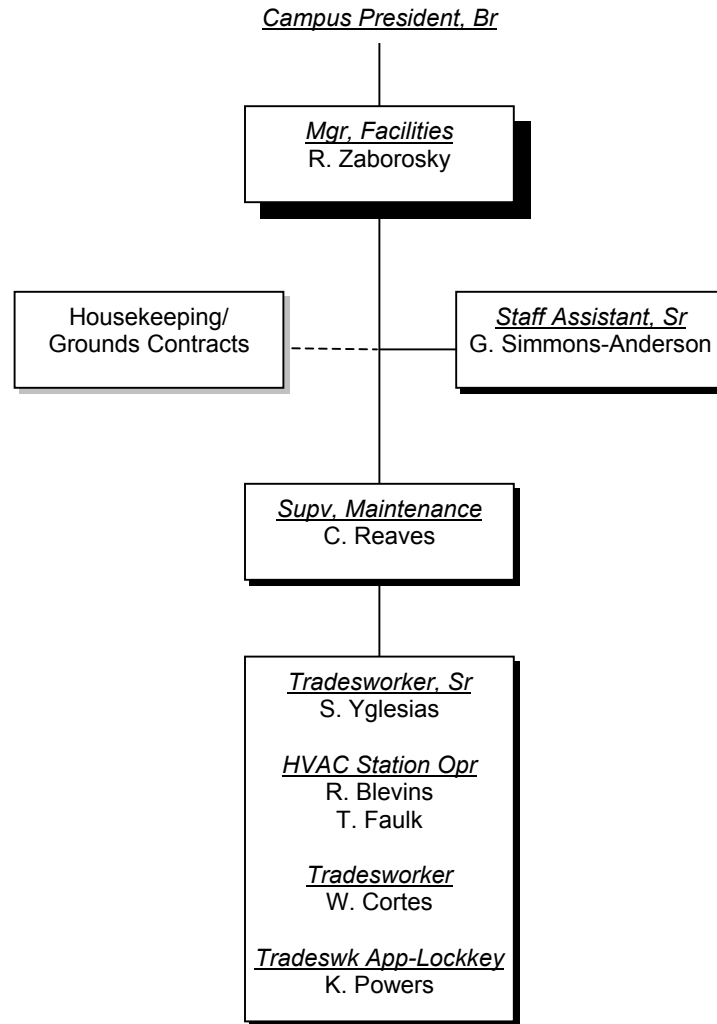 Campus President, Br
Mgr, Facilities
R. Zaborosky
Housekeeping/
Grounds Contracts
Staff Assistant, Sr
G. Simmons-Anderson
Supv, Maintenance
C. Reaves
Tradesworker, Sr
S. Yglesias
HVAC Station Opr
R. Blevins
T. Faulk
Tradesworker
W. Cortes
Tradeswk App-Lockkey
K. Powers